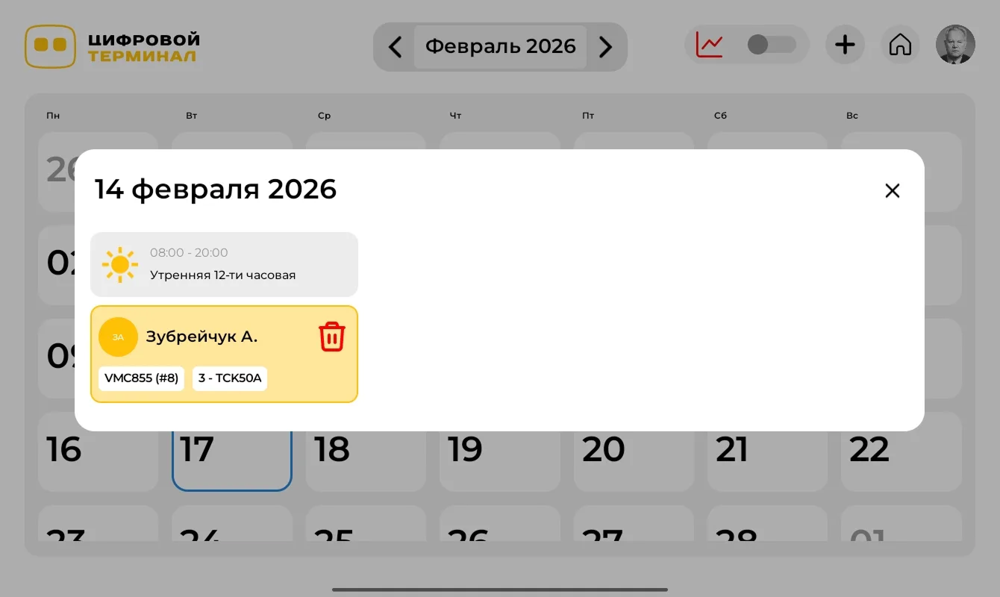 ЦИФРОВОЙ
ТЕРМИНАЛ
Февраль 2026
Пн Вт Ср Чт Пт Сб Вс
26
14 февраля 2026
02
08:00 - 20:00
Утренняя 12-ти часовая
ЗА
Зубрейчук А.
09
VMC855 (#8) 3 - TCK50A
16 17 18 19 20 21 22
23 24 25 26 27 28 01